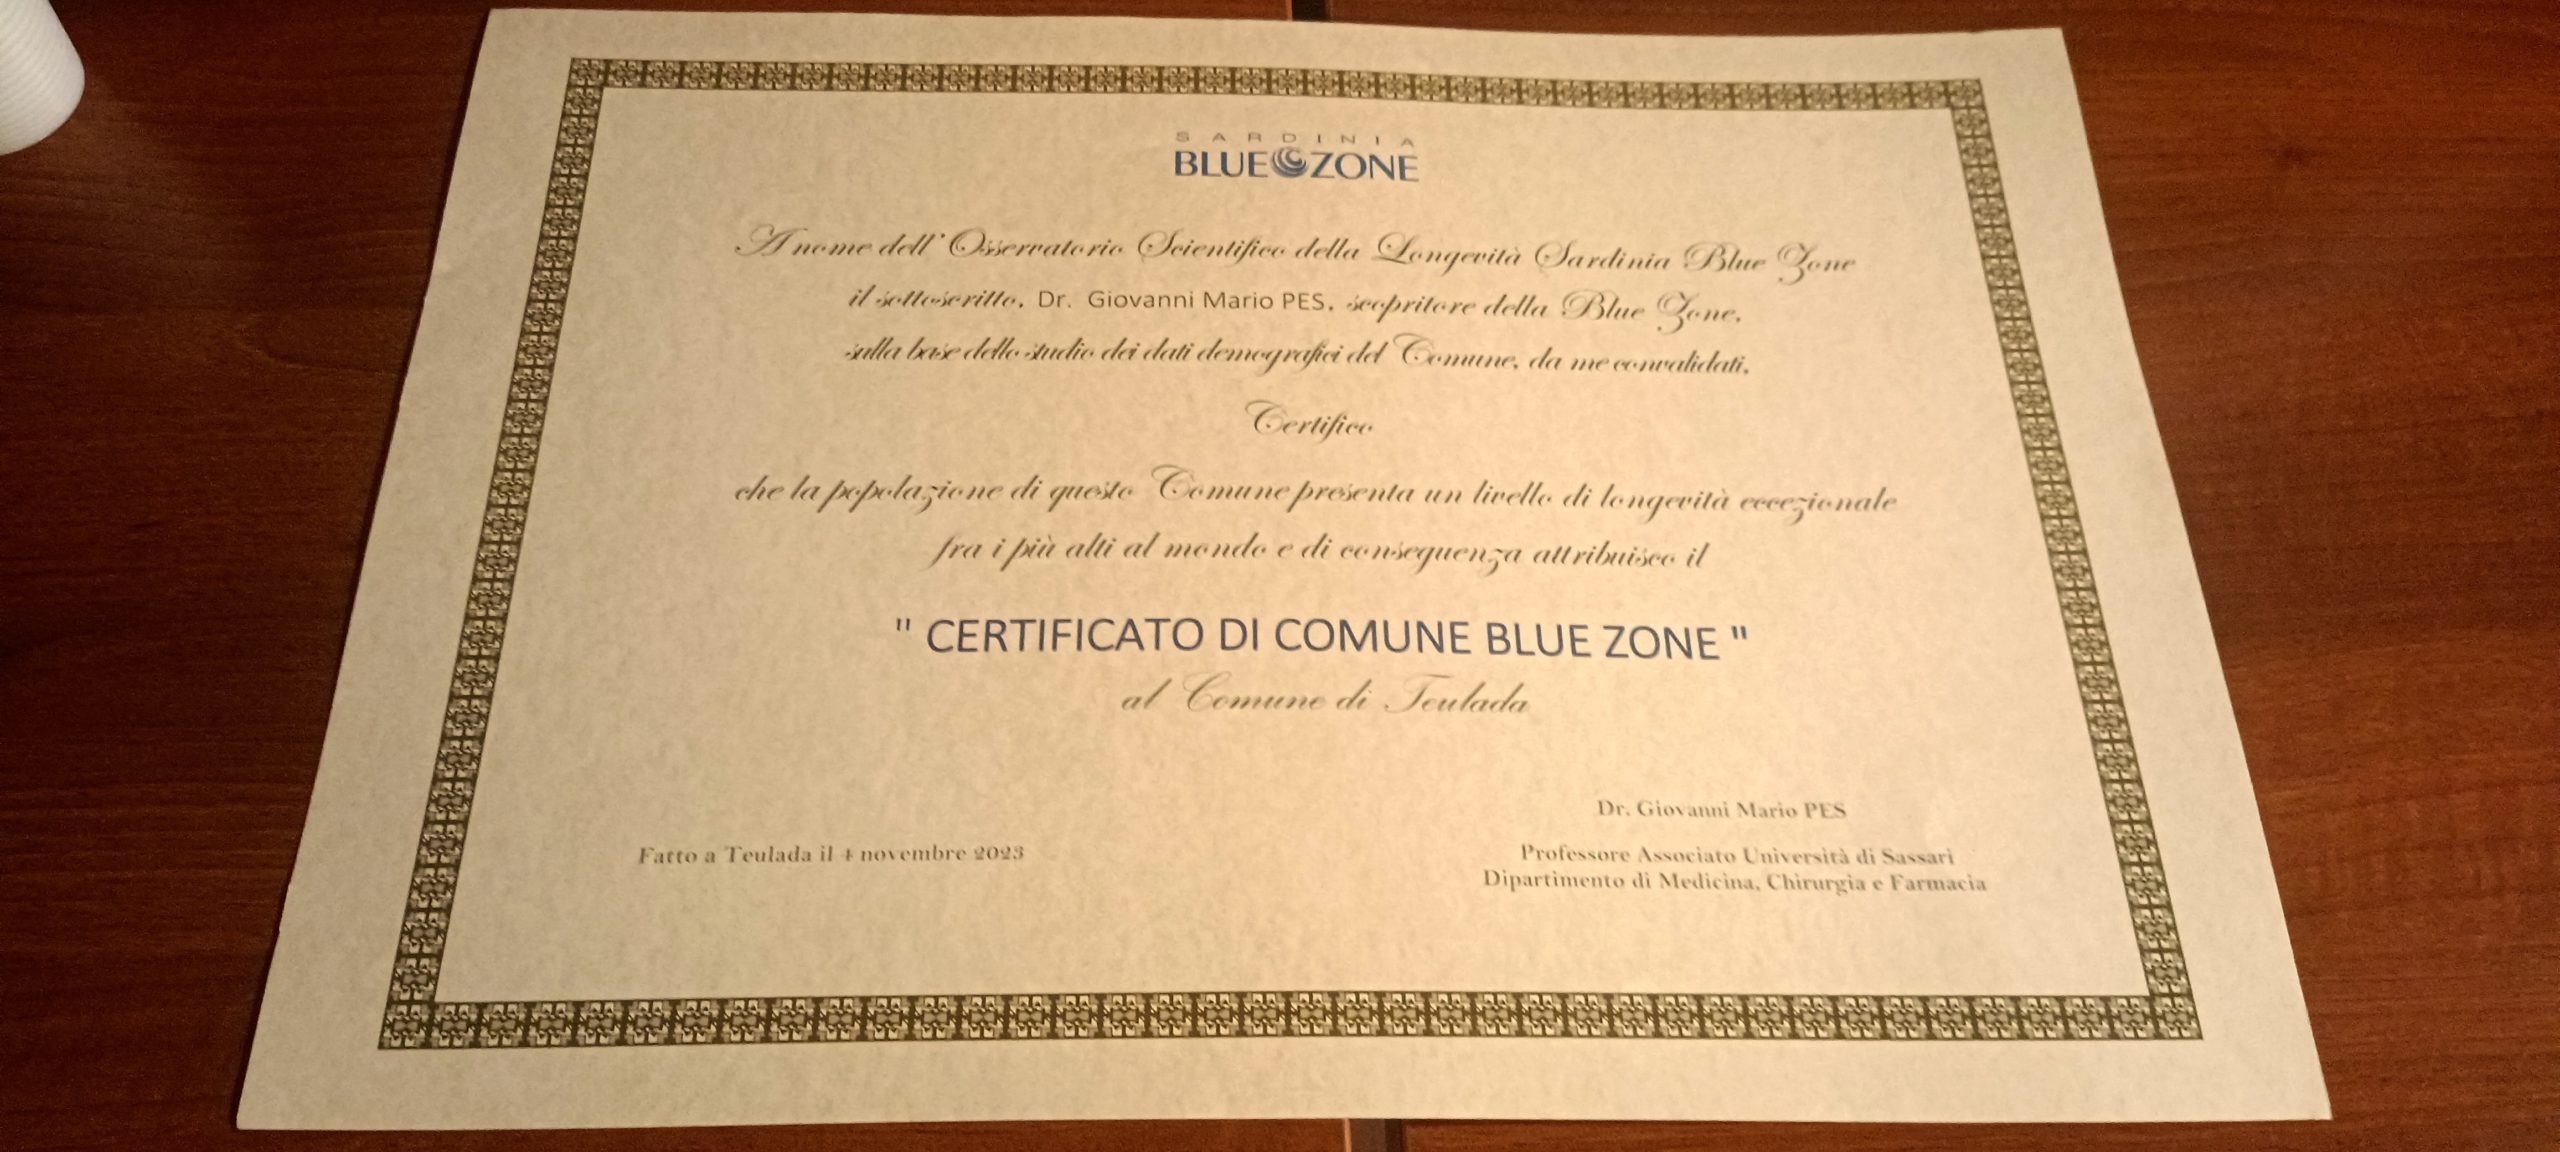 SARDINIA
BLUE ZONE
A nome dell'Osservatorio Scientifico della Longevità Sardinia Blue Zone
il sottoscritto, Dr. Giovanni Mario PES, scopritore della Blue Zone,
sulla base dello studio dei dati demografici del Comune, da me convalidati,
Certifico
che la popolazione di questo Comune presenta un livello di longevità eccezionale
fra i più alti al mondo e di conseguenza attribuisco il
" CERTIFICATO DI COMUNE BLUE ZONE "
al Comune di Teulada
Dr. Giovanni Mario PES
Fatto a Teulada il 4 novembre 2023
Professore Associato Università di Sassari
Dipartimento di Medicina, Chirurgia e Farmacia